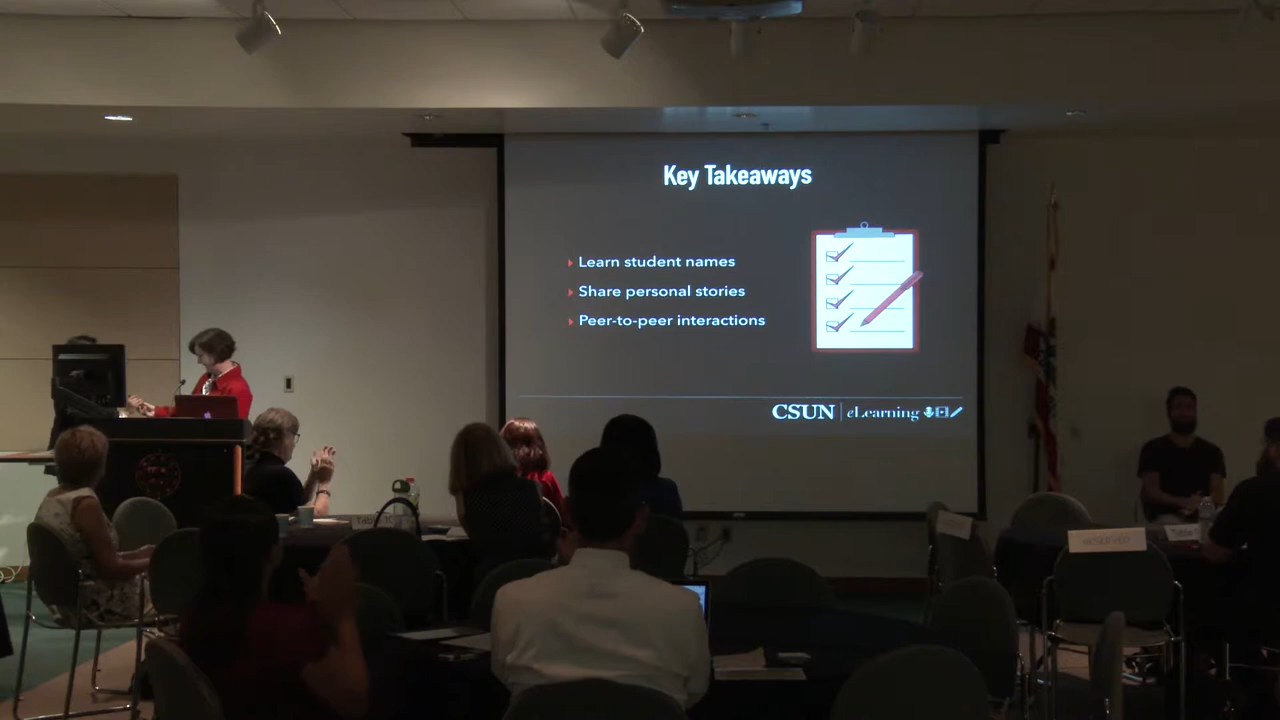 Key Takeaways
Learn student names
Share personal stories
Peer-to-peer interactions
CSUN eLearning
RESERVED